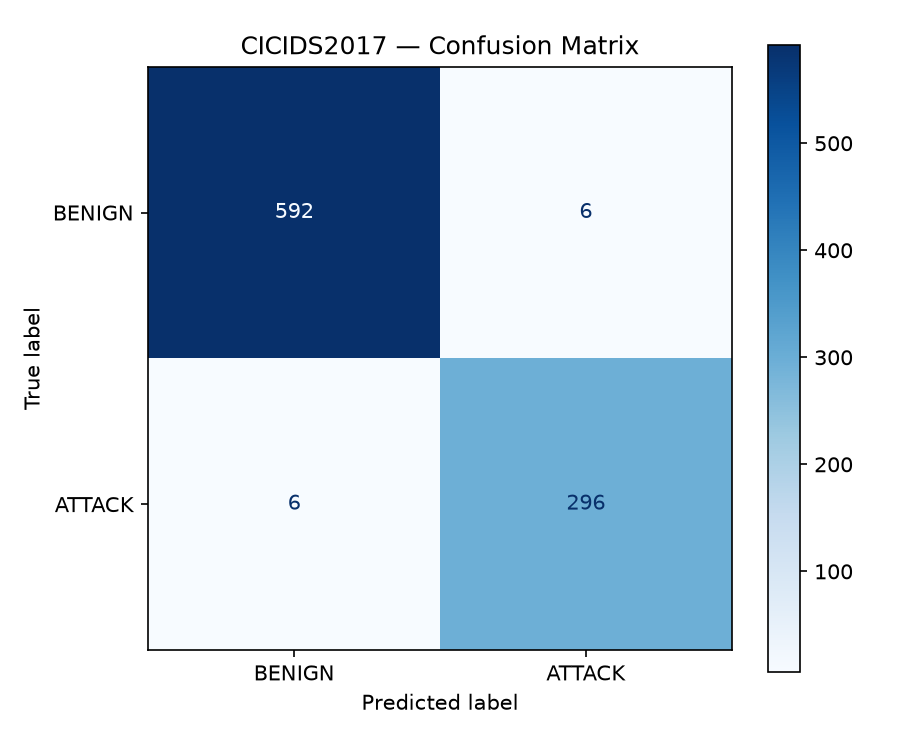 CICIDS2017 — Confusion Matrix
True label
BENIGN
592
6
ATTACK
6
296
BENIGN
ATTACK
Predicted label
500
400
300
200
100